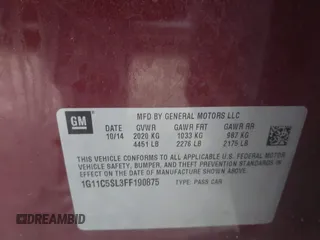 GM
MFD BY GENERAL MOTORS LLC
DATE GVWR GAWR FRT GAWR RR
10/14 2020 KG 1033 KG 987 KG
4451 LB 2276 LB 2175 LB
THIS VEHICLE CONFORMS TO ALL APPLICABLE U.S. FEDERAL MOTOR
VEHICLE SAFETY, BUMPER, AND THEFT PREVENTION STANDARDS
IN EFFECT ON THE DATE OF MANUFACTURE SHOWN ABOVE.
1G11C5SL3FF190875 TYPE: PASS CAR
DREAMBID